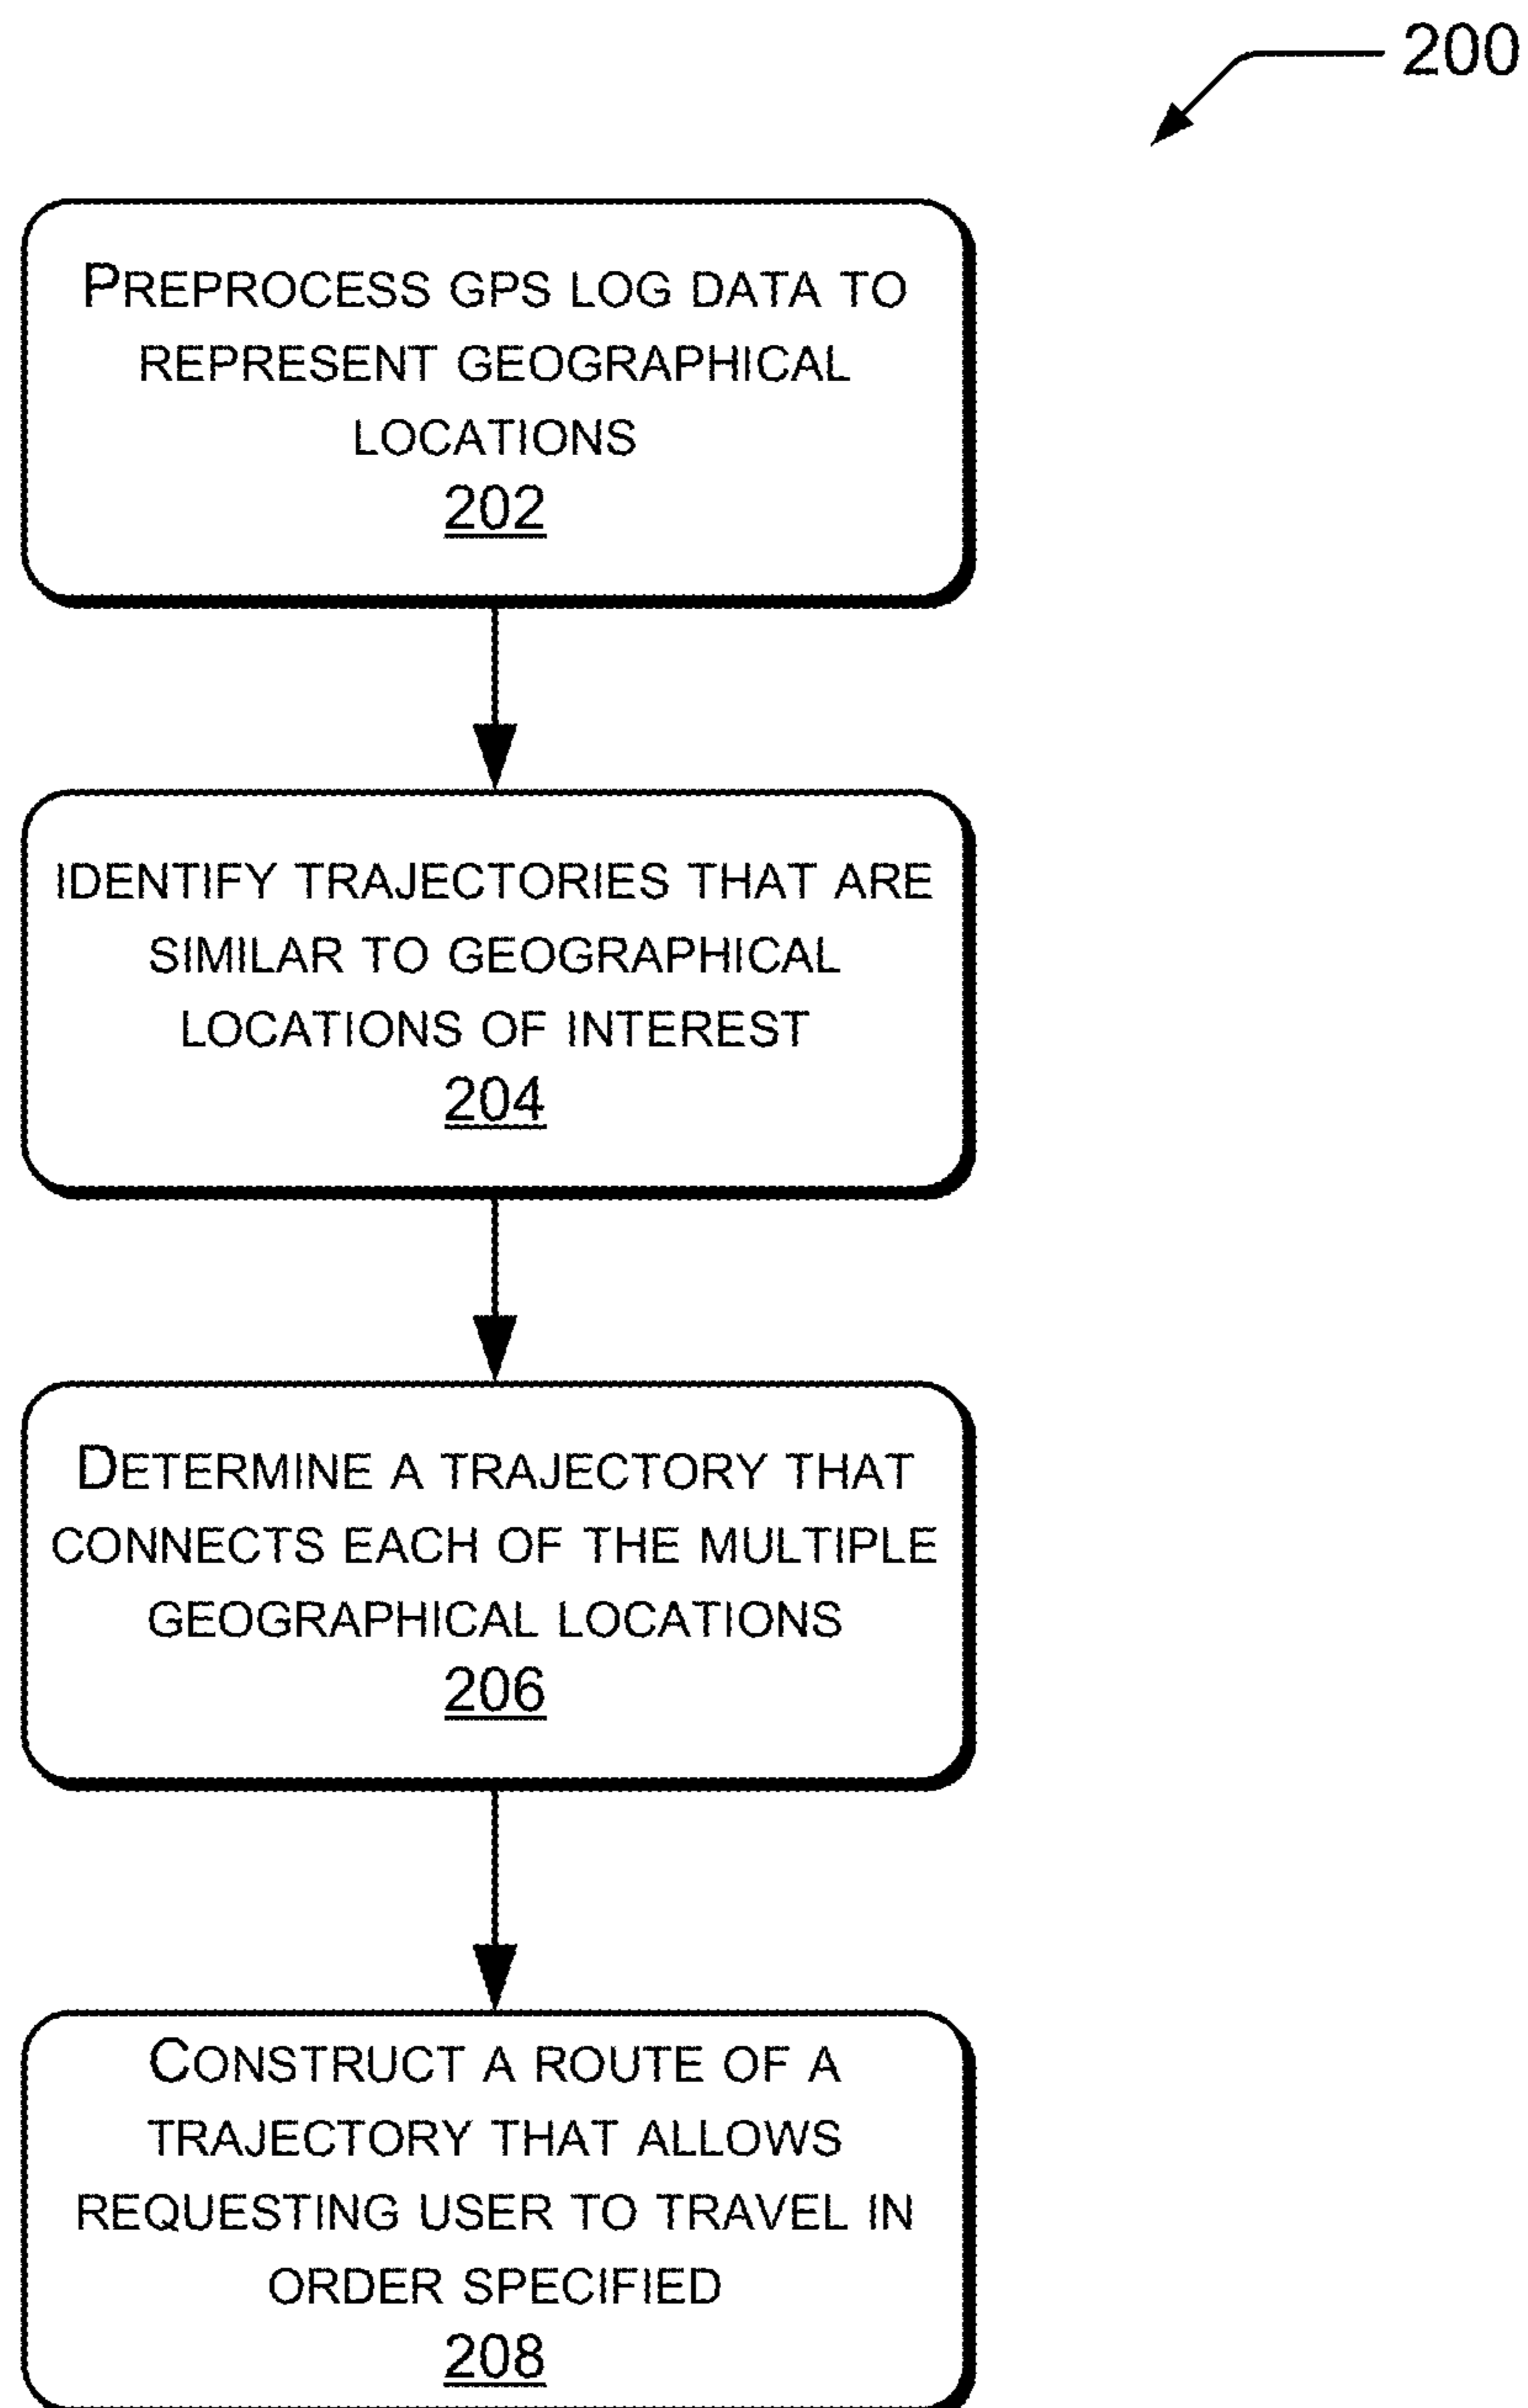 200
PREPROCESS GPS LOG DATA TO
REPRESENT GEOGRAPHICAL
LOCATIONS
202
IDENTIFY TRAJECTORIES THAT ARE
SIMILAR TO GEOGRAPHICAL
LOCATIONS OF INTEREST
204
DETERMINE A TRAJECTORY THAT
CONNECTS EACH OF THE MULTIPLE
GEOGRAPHICAL LOCATIONS
206
CONSTRUCT A ROUTE OF A
TRAJECTORY THAT ALLOWS
REQUESTING USER TO TRAVEL IN
ORDER SPECIFIED
208